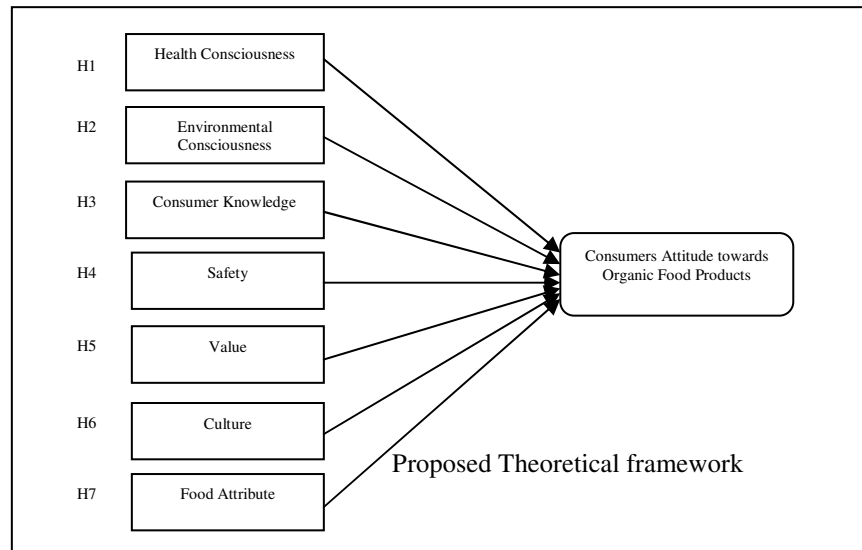 H1
Health Consciousness
H2
Environmental
Consciousness
H3
Consumer Knowledge
H4
Safety
Consumers Attitude towards
Organic Food Products
H5
Value
H6
Culture
Proposed Theoretical framework
H7
Food Attribute